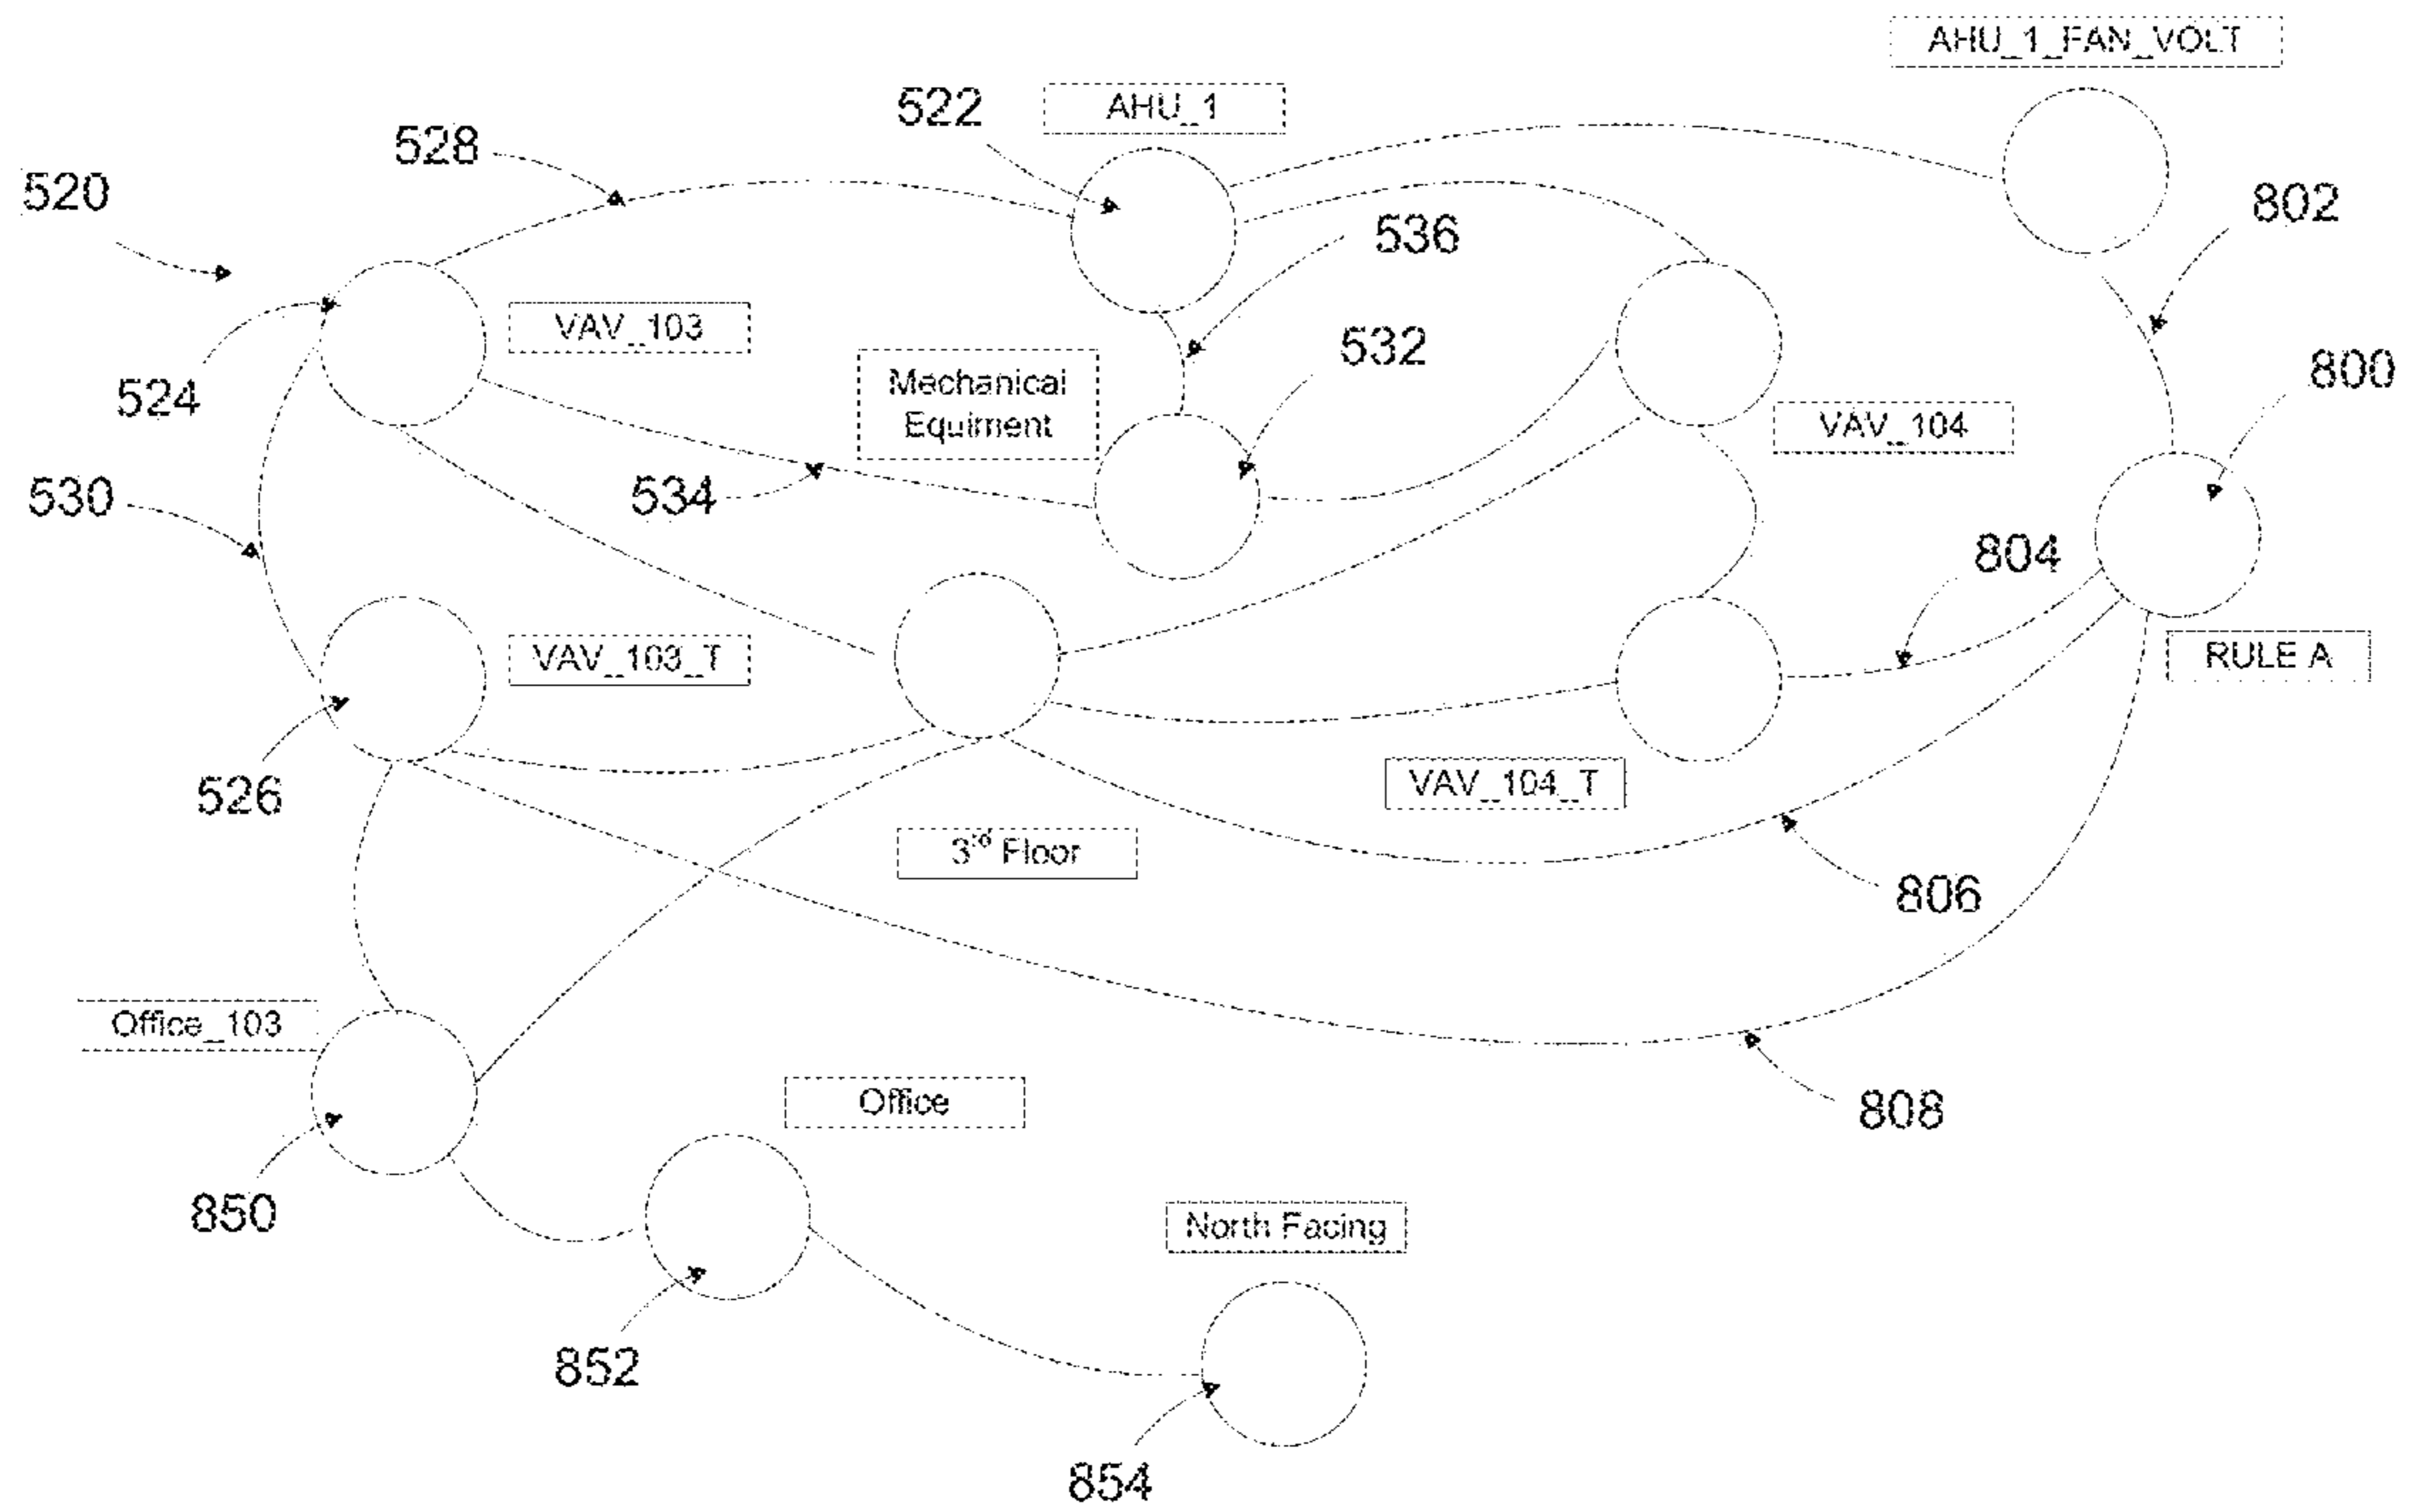 AHU_1_FAN_VOLT
522
AHU_1
528
520
802
536
VAV_103
532
800
524
Mechanical
Equiment
VAV_104
530
534
804
VAV_103_T
RULE A
526
VAV_104_T
3rd Floor
806
Office_103
Office
808
850
North Facing
852
854